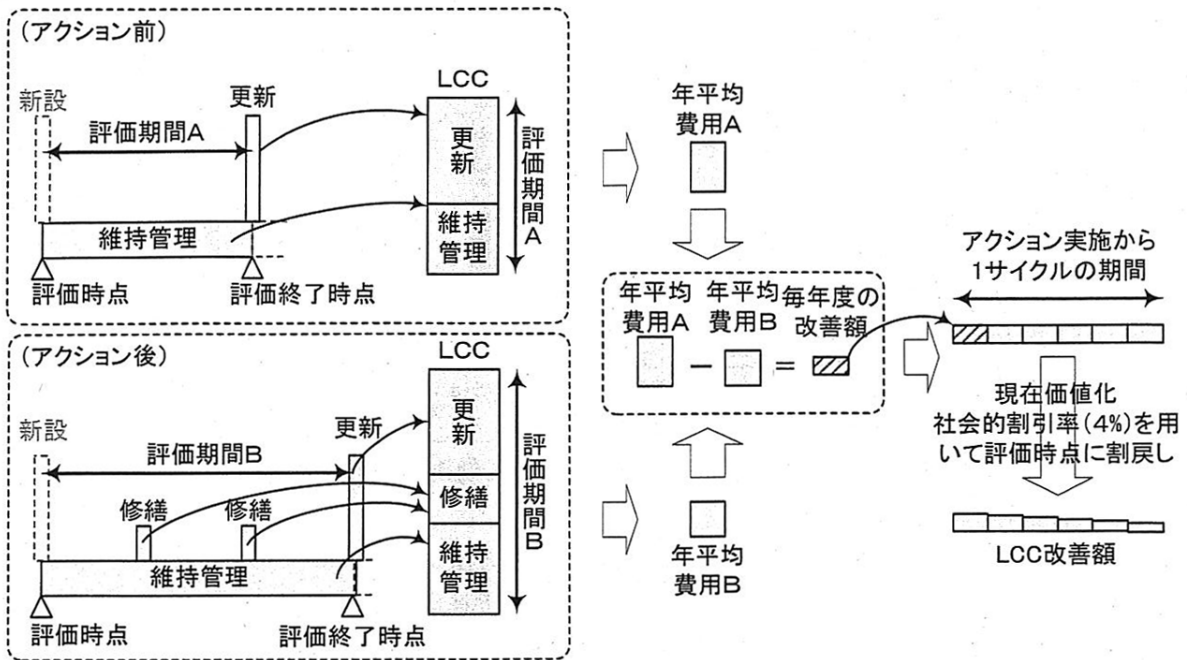 (アクション前)
LCC
新設
更新
評価期間A
更新
維持管理
維持
管理
評価期間A
評価時点
評価終了時点
年平均
費用A
(アクション後)
LCC
新設
更新
評価期間B
修繕
修繕
更新
修繕
維持管理
維持
管理
評価期間B
評価時点
評価終了時点
年平均
費用A
年平均
費用B
毎年度の
改善額
－
＝
年平均
費用B
アクション実施から
1サイクルの期間
現在価値化
社会的割引率(4%)を用
いて評価時点に割戻し
LCC改善額